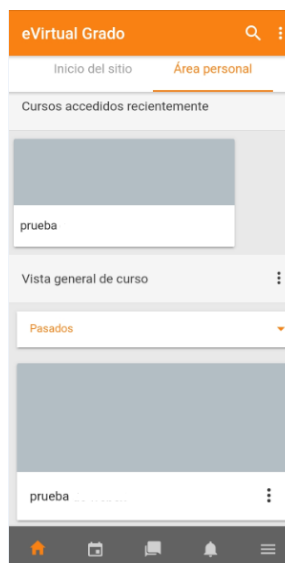 eVirtual Grado
Inicio del sitio Área personal
Cursos accedidos recientemente
prueba
Vista general de curso
Pasados
prueba